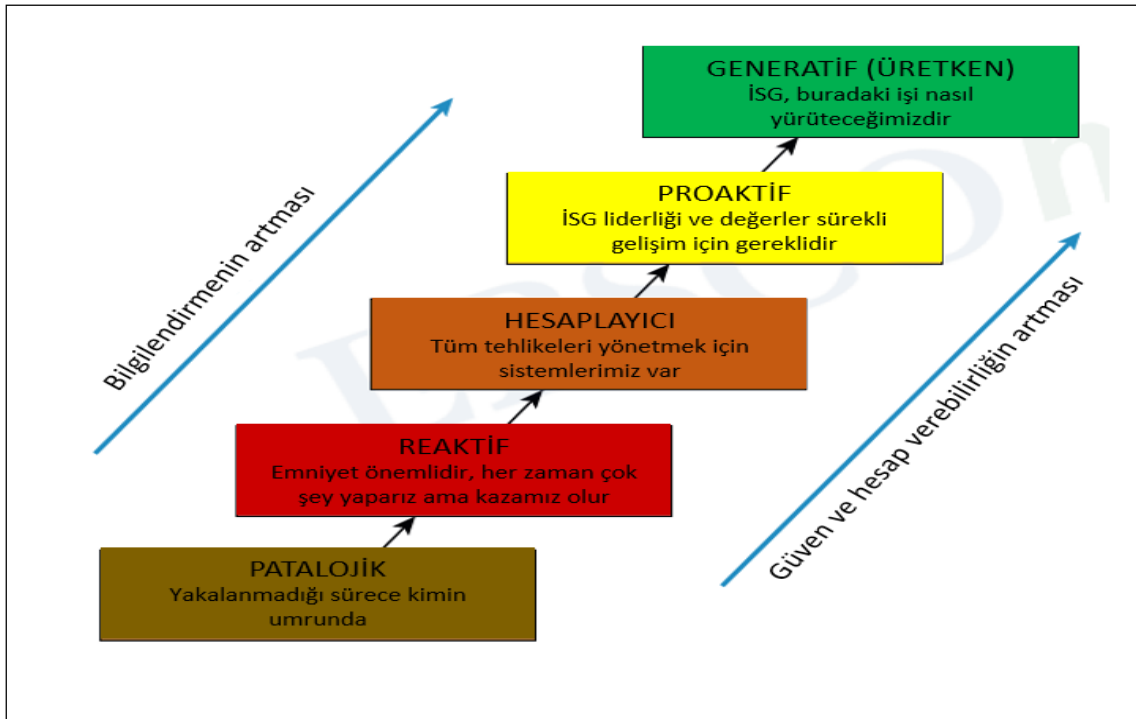 GENERATİF (ÜRETKEN)
İSG, buradaki işi nasıl
yürüteceğimizdir
PROAKTİF
İSG liderliği ve değerler sürekli
gelişim için gereklidir
HESAPLAYICI
Tüm tehlikeleri yönetmek için
sistemlerimiz var
REAKTİF
Emniyet önemlidir, her zaman çok
şey yaparız ama kazamız olur
PATALOJİK
Yakalanmadığı sürece kimin
umrunda
Bilgilendirmenin artması
Güven ve hesap verebilirliğin artması